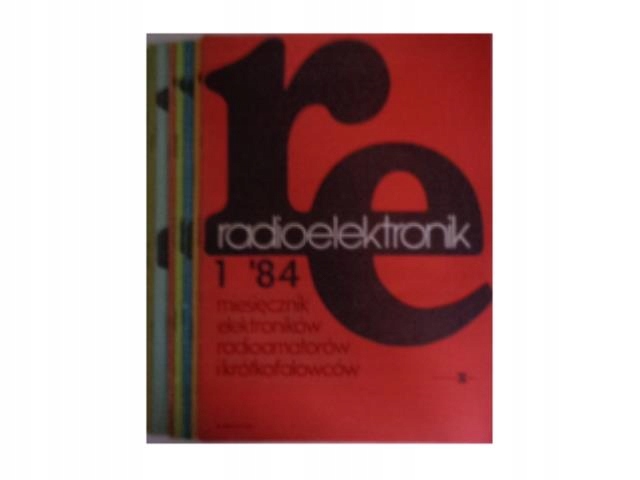 re
radioelektronik
1 '84
miesięcznik
elektroników
radioamatorów
i krótkofalowców